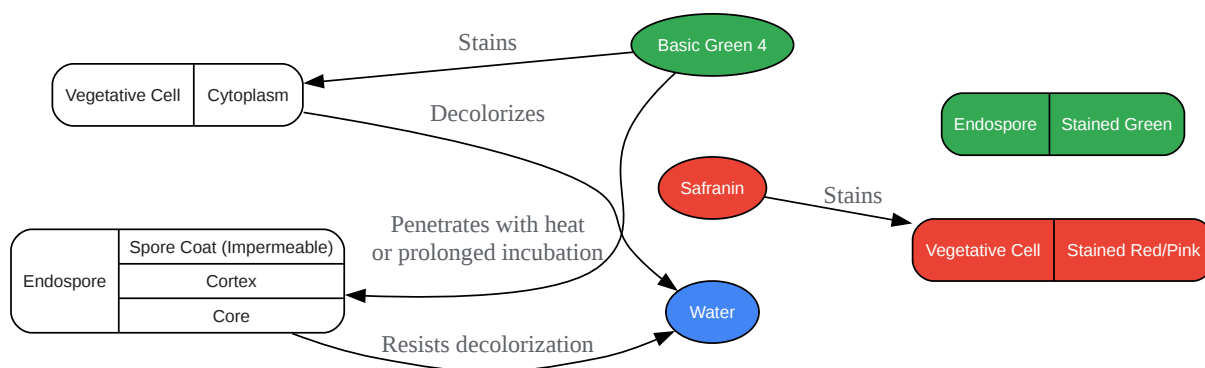 Basic Green 4
Stains
Vegetative Cell
Cytoplasm
Decolorizes
Endospore
Stained Green
Safranin
Stains
Penetrates with heat
or prolonged incubation
Vegetative Cell
Stained Red/Pink
Endospore
Spore Coat (Impermeable)
Cortex
Core
Water
Resists decolorization